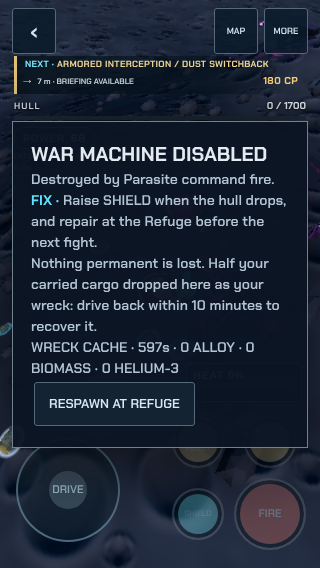 ‹
MAP
MORE
NEXT · ARMORED INTERCEPTION / DUST SWITCHBACK
→ 7 m · BRIEFING AVAILABLE
180 CP
HULL
0 / 1700
WAR MACHINE DISABLED
Destroyed by Parasite command fire.
FIX · Raise SHIELD when the hull drops,
and repair at the Refuge before the
next fight.
Nothing permanent is lost. Half your
carried cargo dropped here as your
wreck: drive back within 10 minutes to
recover it.
WRECK CACHE · 597s · 0 ALLOY · 0
BIOMASS · 0 HELIUM-3
RESPAWN AT REFUGE
DRIVE
SHIELD
FIRE